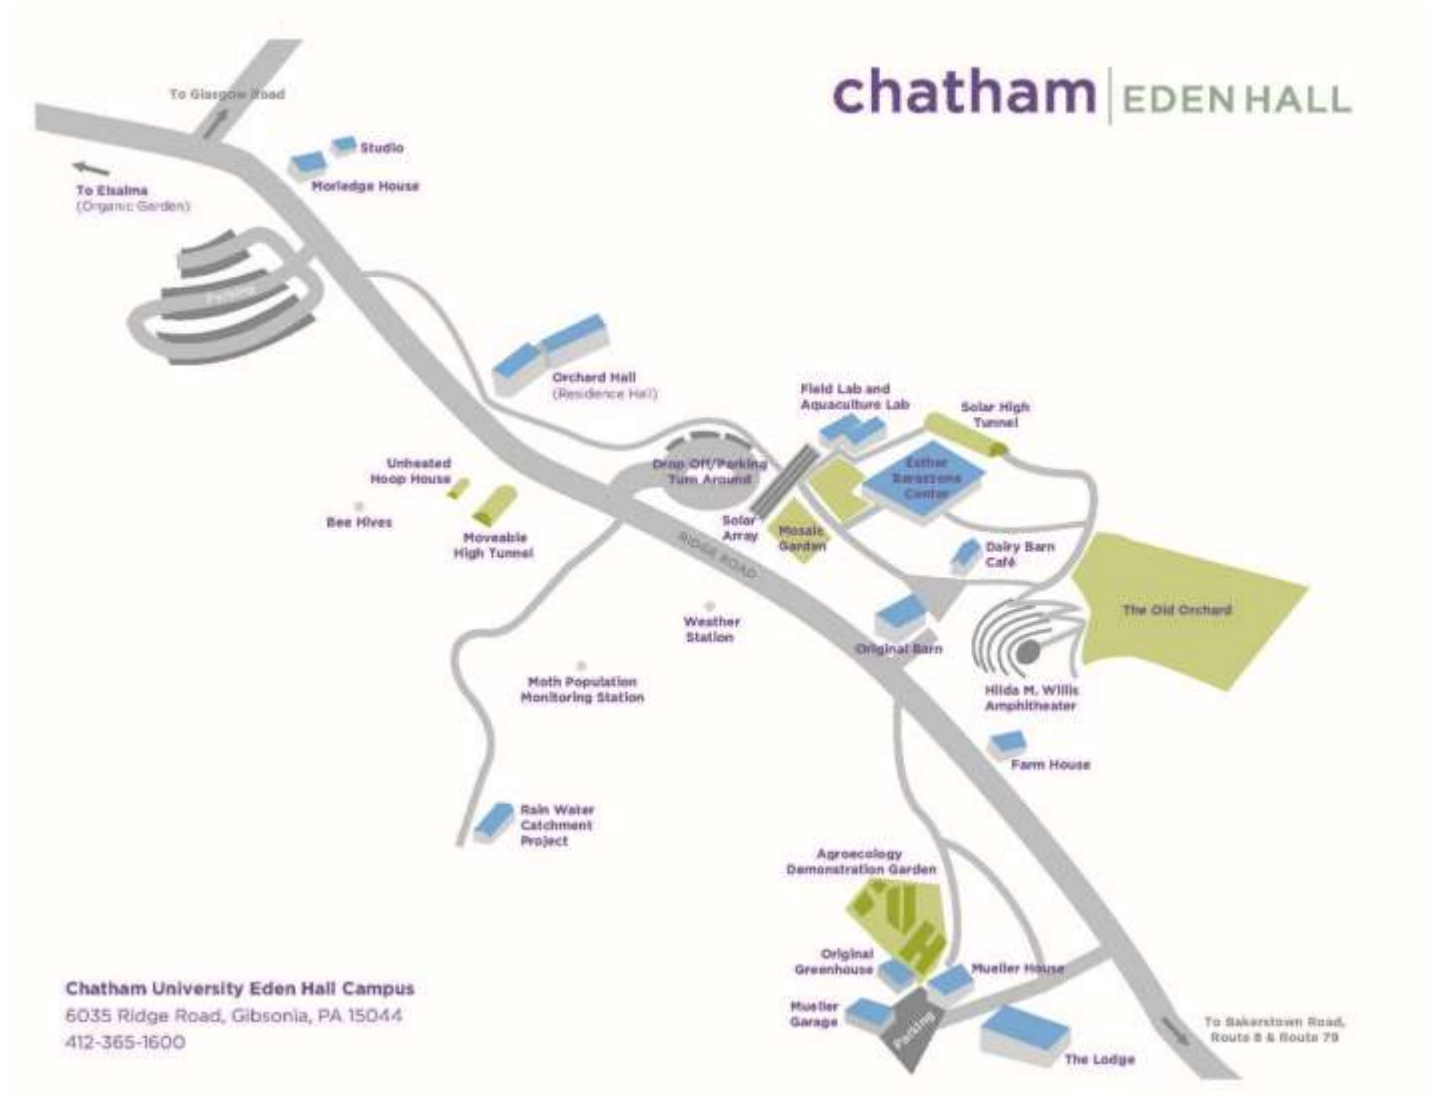 chatham EDEN HALL
To Glasgow Road
Studio
Morledge House
To Elsalma
(Organic Garden)
Parking
Orchard Hall
(Residence Hall)
Field Lab and
Aquaculture Lab
Solar High
Tunnel
Esther
Barazzone
Center
Drop Off/Parking
Turn Around
Unheated
Hoop House
Bee Hives
Moveable
High Tunnel
Solar
Array
Mosaic
Garden
RIDGE ROAD
Dairy Barn
Café
The Old Orchard
Weather
Station
Original Barn
Moth Population
Monitoring Station
Hilda M. Willis
Amphitheater
Farm House
Rain Water
Catchment
Project
Agroecology
Demonstration Garden
Original
Greenhouse
Mueller House
Mueller
Garage
Parking
The Lodge
To Bakerstown Road,
Route 8 & Route 79
Chatham University Eden Hall Campus
6035 Ridge Road, Gibsonia, PA 15044
412-365-1600